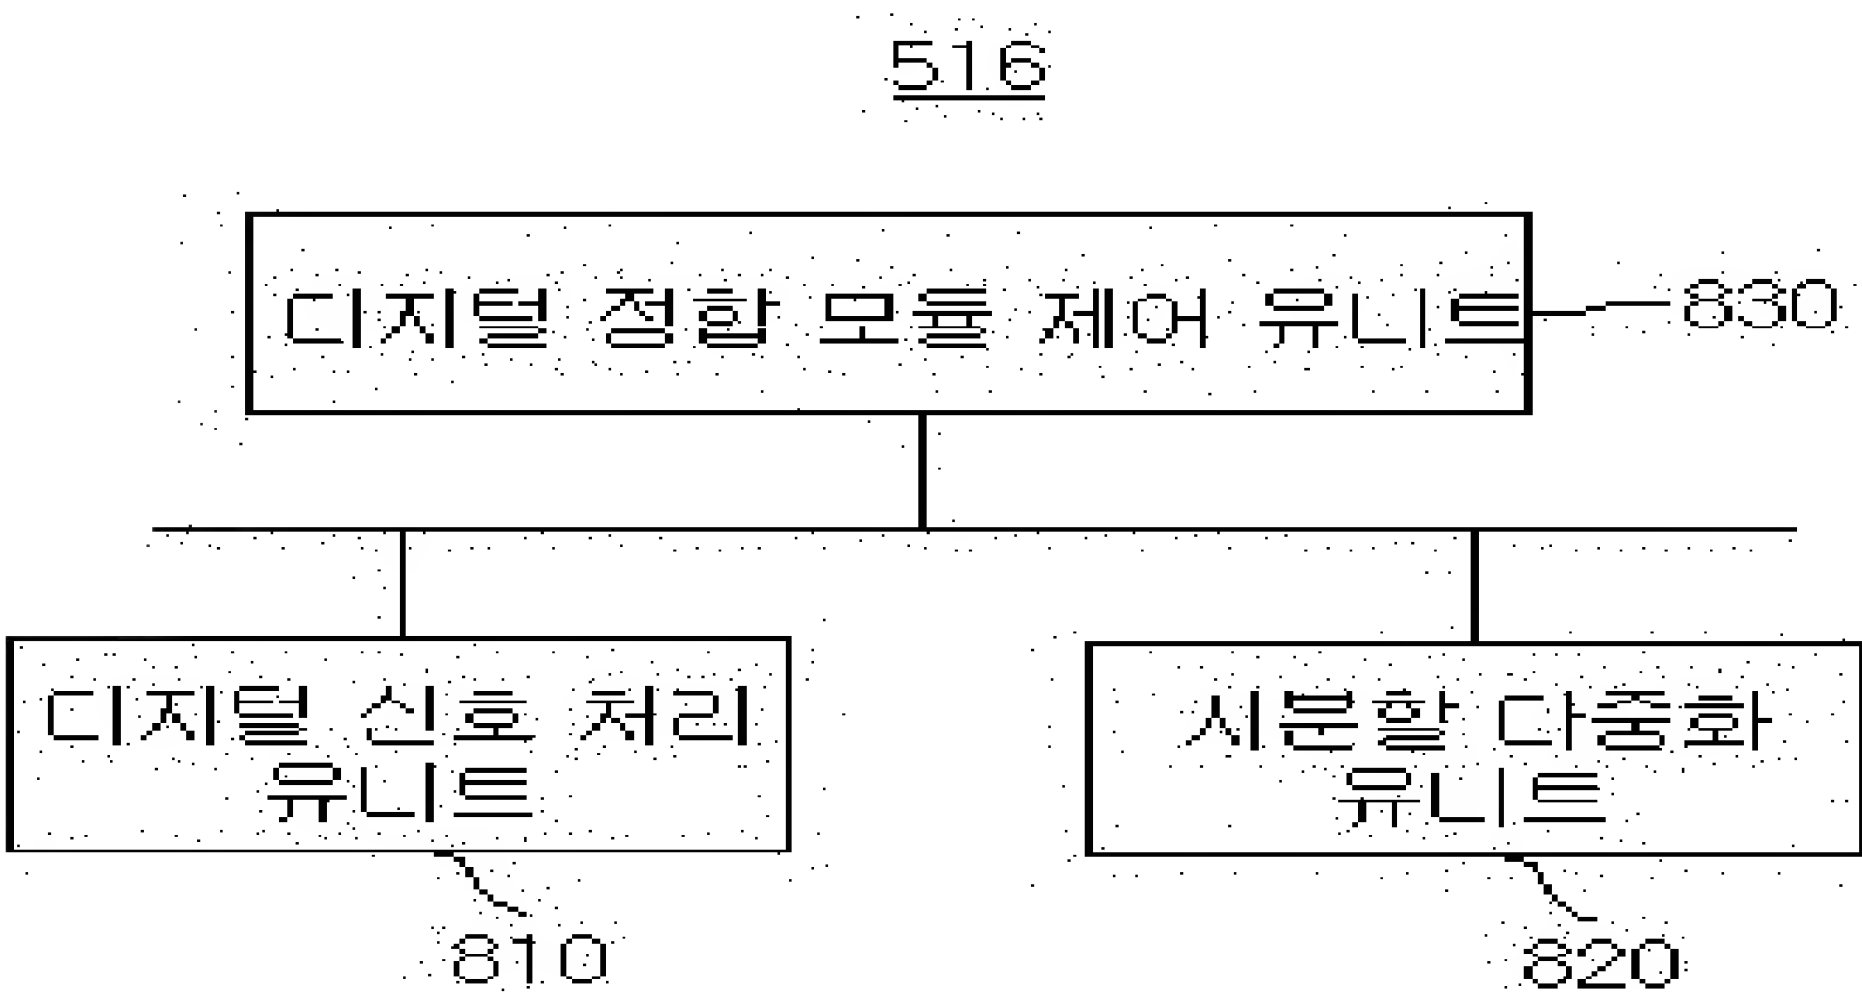 516
디지털 정합 모듈 제어 유니트
830
디지털 신호 처리
유니트
810
시분할 다중화
유니트
820